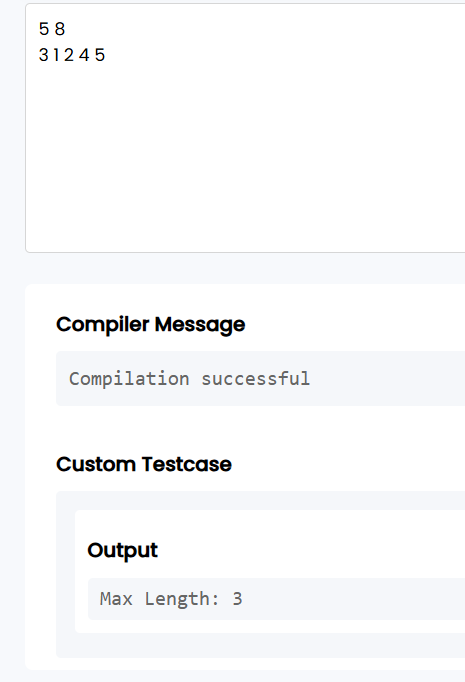 5 8
3 1 2 4 5
Compiler Message
Compilation successful
Custom Testcase
Output
Max Length: 3